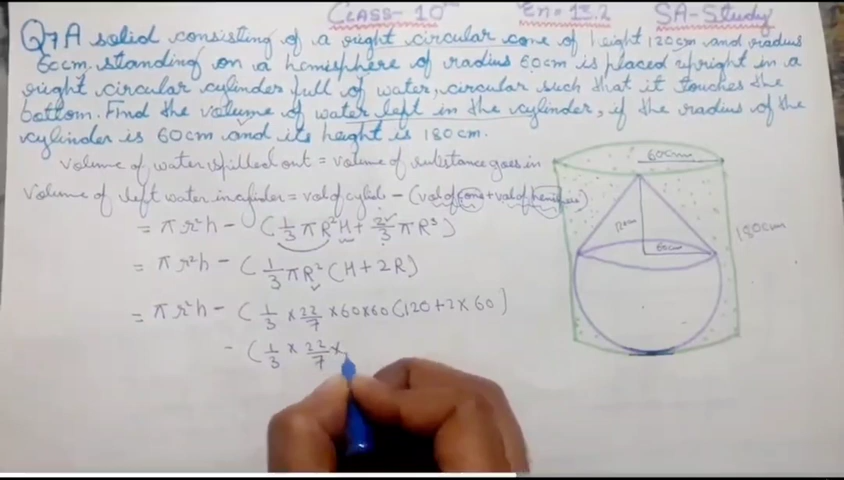 CLASS-10 Ex=13.2 SA-Study
Q7 A solid consisting of a right circular cone of height 120cm and radius
60cm. standing on a hemisphere of radius 60cm is placed upright in a
right circular cylinder full of water, circular such that it touches the
bottom. Find the volume of water left in the cylinder, if the radius of the
cylinder is 60cm and its height is 180cm.
volume of water spilled out = volume of substance goes in
volume of left water in = vol of - (vol of cone + vol of
= πr²h - (1/3 πR²H + 2/3 πR³)
= πr²h - (1/3 πR² (H + 2R)
= πr²h - (1/3 × 22/7 × 60×60 (120 + 2 × 60)
- (1/3 × 22/7 ×
60cm
120cm
60cm
180cm